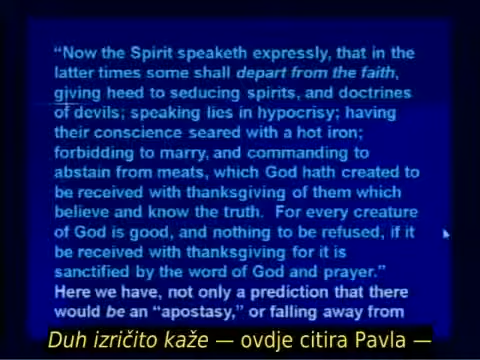 “Now the Spirit speaketh expressly, that in the
latter times some shall depart from the faith,
giving heed to seducing spirits, and doctrines
of devils; speaking lies in hypocrisy; having
their conscience seared with a hot iron;
forbidding to marry, and commanding to
abstain from meats, which God hath created to
be received with thanksgiving of them which
believe and know the truth.  For every creature
of God is good, and nothing to be refused, if it
be received with thanksgiving for it is
sanctified by the word of God and prayer.”
Here we have, not only a prediction that there
would be an “apostasy,” or falling away from
Duh izričito kaže — ovdje citira Pavla —